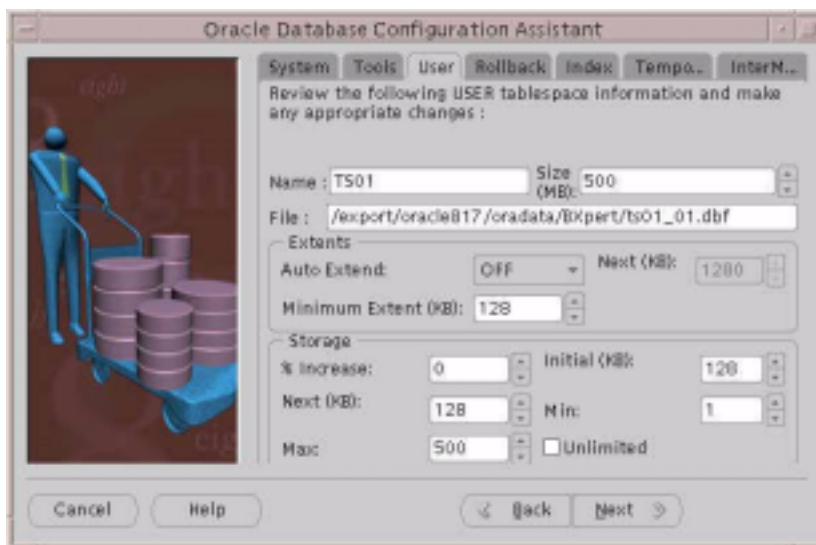 Oracle Database Configuration Assistant
System Tools User Rollback Index Tempo... InterM...
Review the following USER tablespace information and make
any appropriate changes :
Name : TS01 Size (MB): 500
File : /export/oracle817/oradata/BXpert/ts01_01.dbf
Extents
Auto Extend: OFF Next (KB): 1280
Minimum Extent (KB): 128
Storage
% Increase: 0 Initial (KB): 128
Next (KB): 128 Min: 1
Max: 500 Unlimited
Cancel Help Back Next
eight
eig